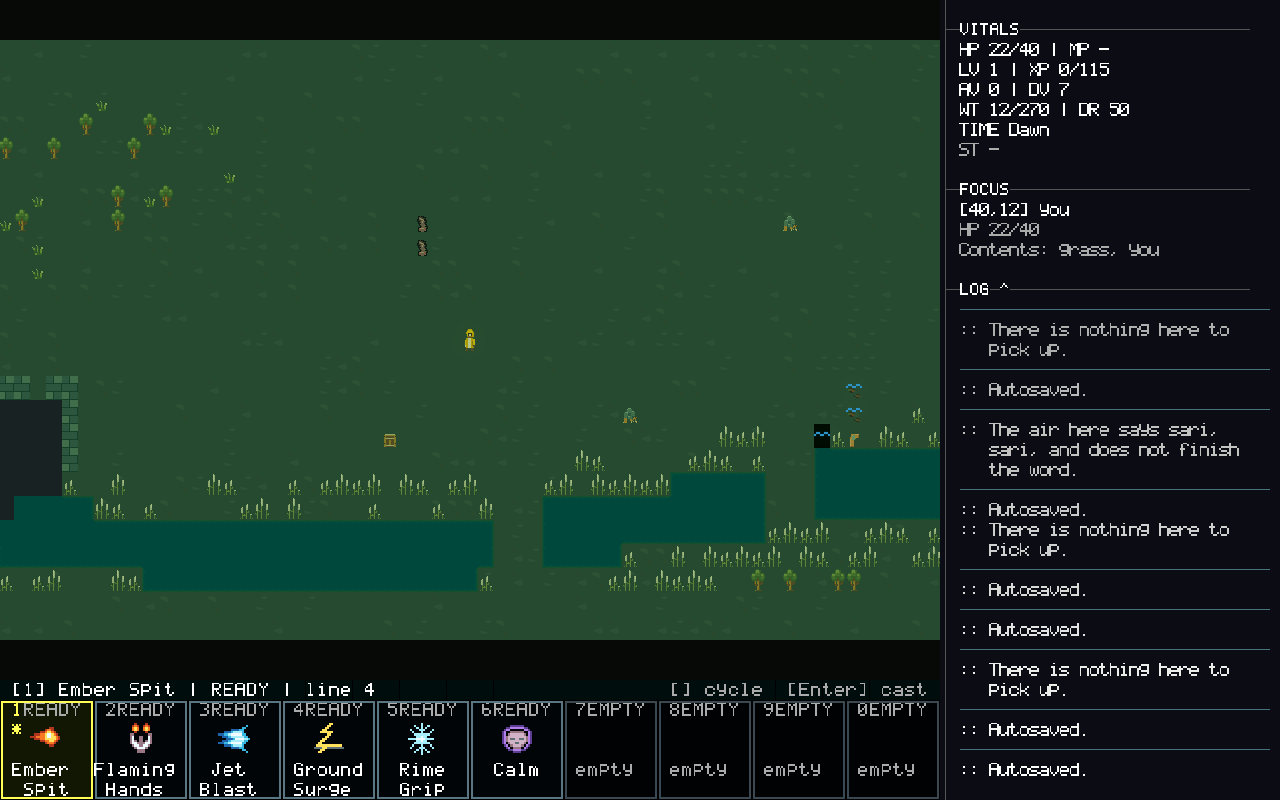 VITALS
HP 22/40 | MP -
LV 1 | XP 0/115
AV 0 | DV 7
WT 12/270 | DR 50
TIME Dawn
ST -
FOCUS
[40,12] You
HP 22/40
Contents: grass, You
LOG ^
:: There is nothing here to
Pick uP.
:: Autosaved.
:: The air here says sari,
sari, and does not finish
the word.
:: Autosaved.
:: There is nothing here to
Pick uP.
:: Autosaved.
:: Autosaved.
:: There is nothing here to
Pick uP.
:: Autosaved.
:: Autosaved.
[1] Ember SPit | READY | line 4
[] cycle [Enter] cast
1READY 2READY 3READY 4READY 5READY 6READY 7EMPTY 8EMPTY 9EMPTY 0EMPTY
*
Ember Flaming Jet Ground Rime Calm emPty emPty emPty emPty
SPit Hands Blast Surge GriP